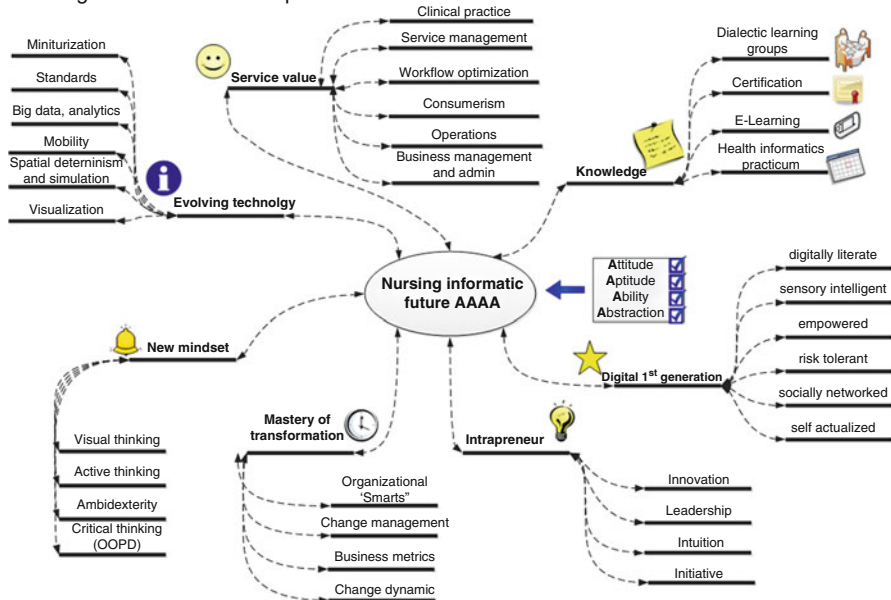 Clinical practice
Service management
Service value
Workflow optimization
Consumerism
Operations
Business management
and admin
Miniturization
Standards
Big data, analytics
Mobility
Spatial deterninism
and simulation
Visualization
i
Evolving technolgy
Dialectic learning
groups
Certification
E-Learning
Health informatics
practicum
Knowledge
Nursing informatic
future AAAA
Attitude
Aptitude
Ability
Abstraction
digitally literate
sensory intelligent
empowered
risk tolerant
socially networked
self actualized
Digital 1st generation
New mindset
Visual thinking
Active thinking
Ambidexterity
Critical thinking
(OOPD)
Mastery of
transformation
Organizational
‘Smarts”
Change management
Business metrics
Change dynamic
Intrapreneur
Innovation
Leadership
Intuition
Initiative